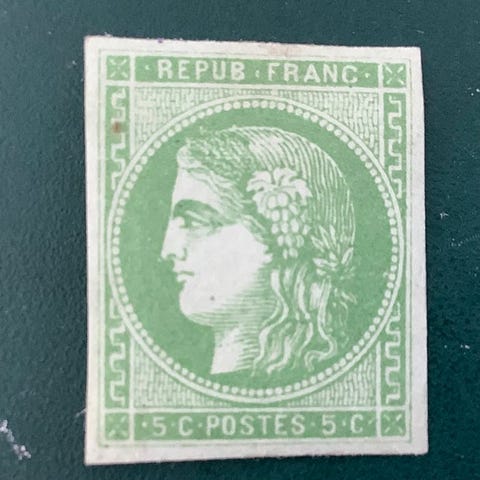 · REPUB · FRANC ·
· 5 · C · POSTES · 5 · C ·